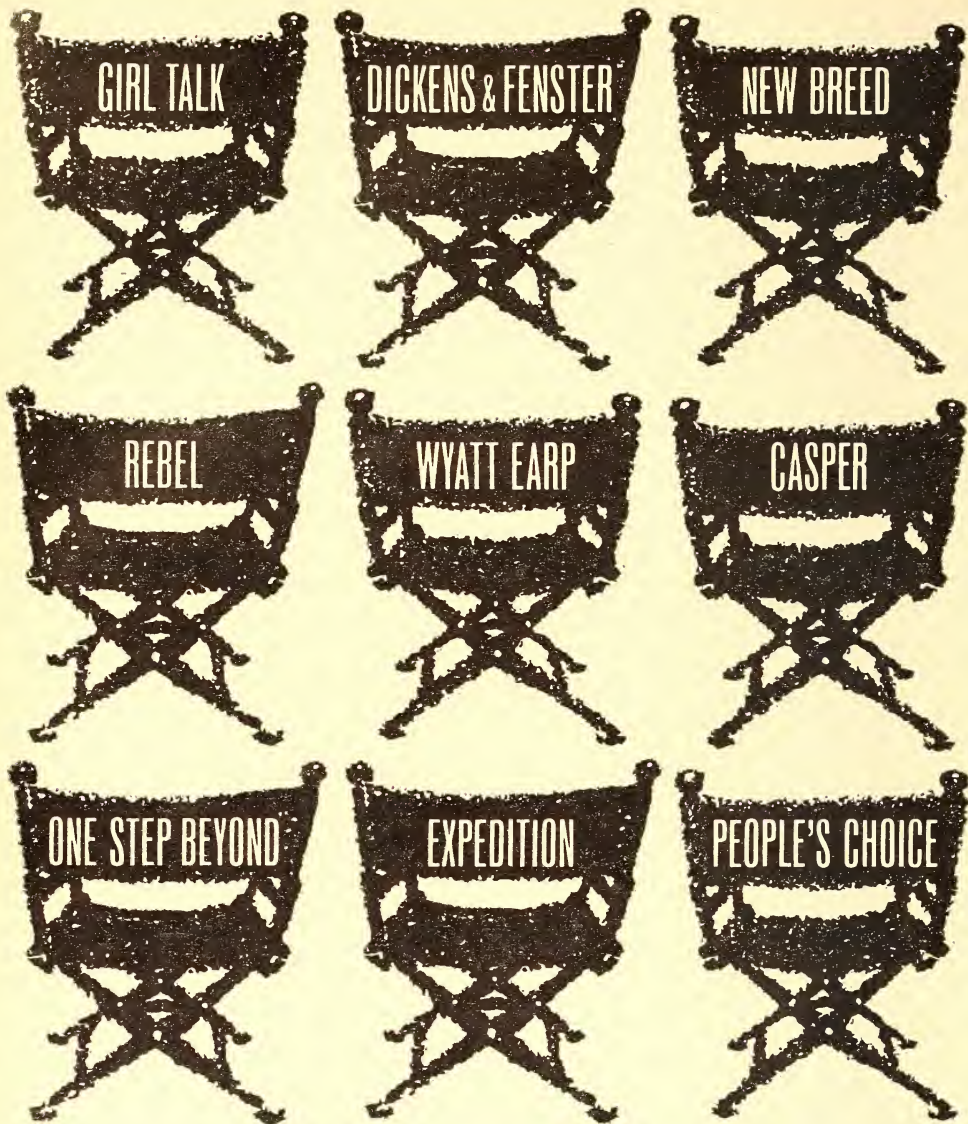 GIRL TALK
DICKENS & FENSTER
NEW BREED
REBEL
WYATT EARP
CASPER
ONE STEP BEYOND
EXPEDITION
PEOPLE'S CHOICE